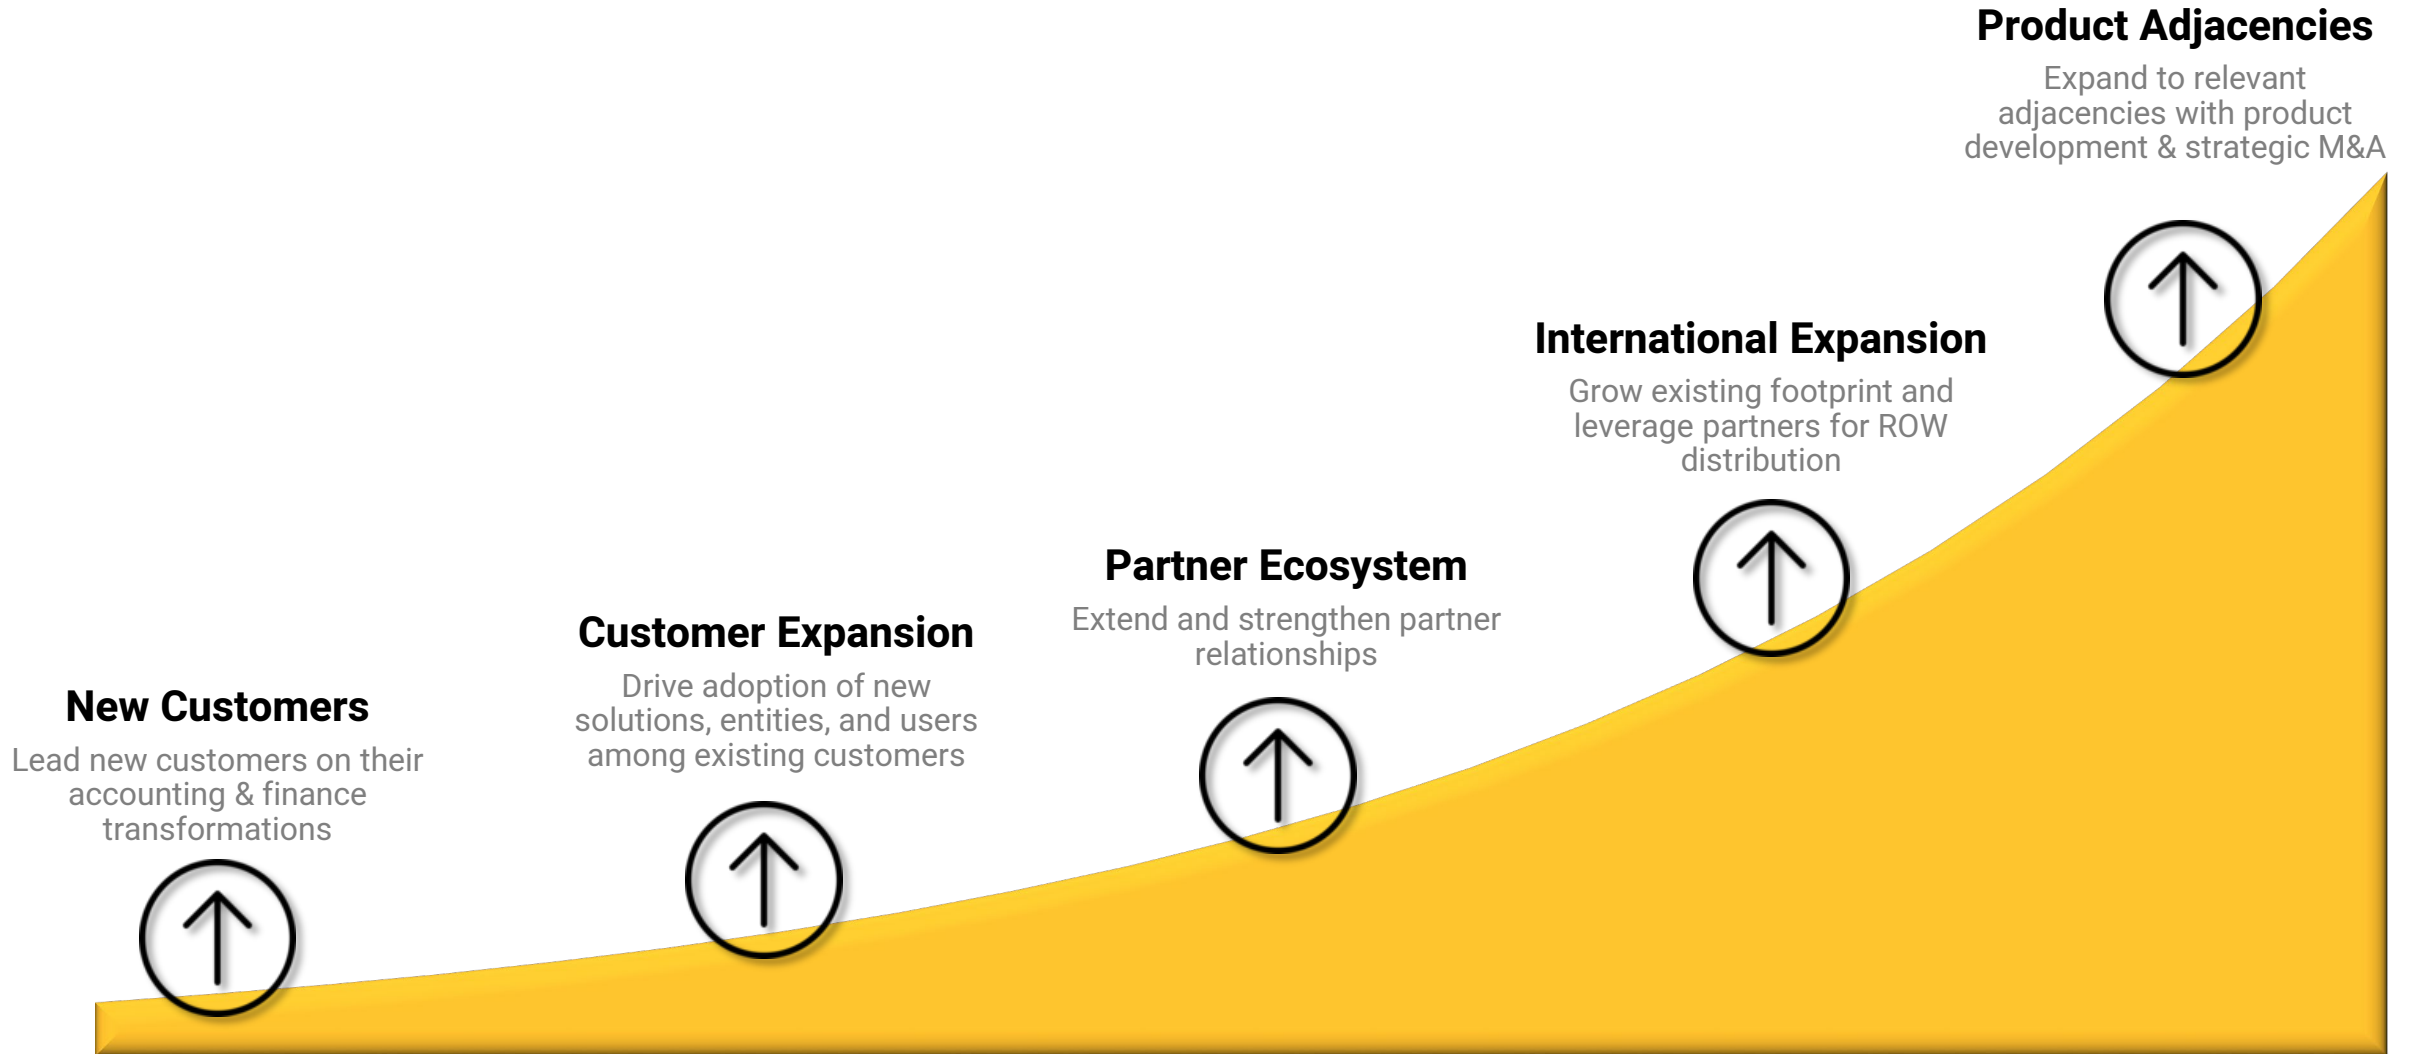 New Customers
Lead new customers on their
accounting & finance
transformations
Customer Expansion
Drive adoption of new
solutions, entities, and users
among existing customers
Partner Ecosystem
Extend and strengthen partner
relationships
International Expansion
Grow existing footprint and
leverage partners for ROW
distribution
Product Adjacencies
Expand to relevant
adjacencies with product
development & strategic M&A